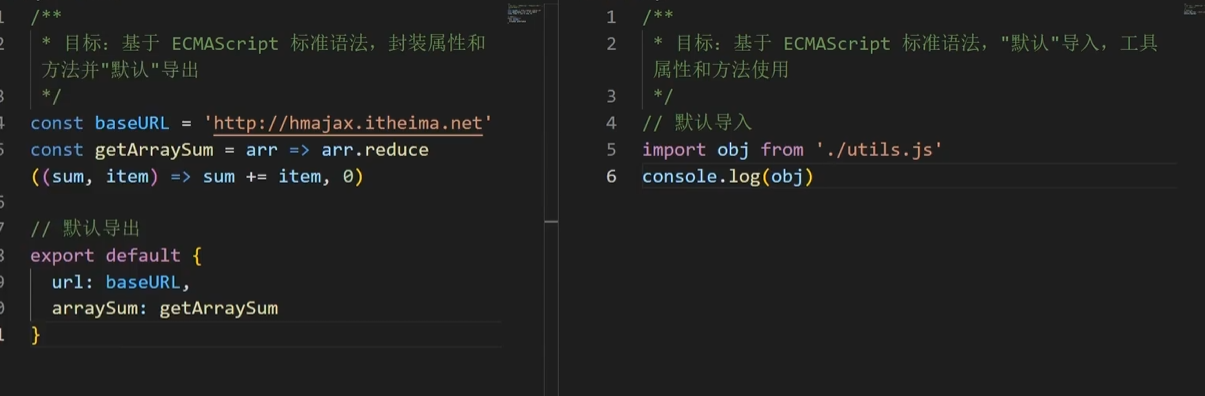 1 /**
2 * 目标：基于 ECMAScript 标准语法，封装属性和
方法并"默认"导出
3 */
4 const baseURL = 'http://hmajax.itheima.net'
5 const getArraySum = arr => arr.reduce
((sum, item) => sum += item, 0)
6
7 // 默认导出
8 export default {
9 url: baseURL,
0 arraySum: getArraySum
1 }
1 /**
2 * 目标：基于 ECMAScript 标准语法，"默认"导入，工具
属性和方法使用
3 */
4 // 默认导入
5 import obj from './utils.js'
6 console.log(obj)